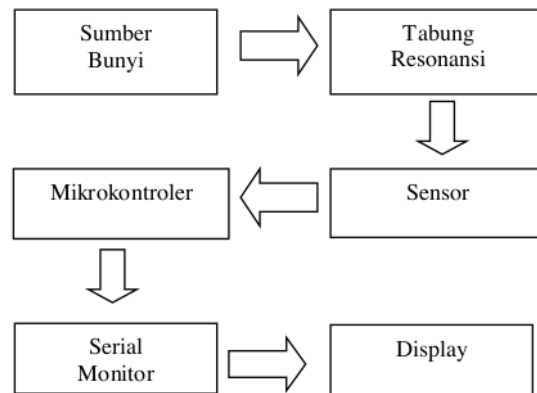 Sumber
Bunyi
Tabung
Resonansi
Mikrokontroler
Sensor
Serial
Monitor
Display